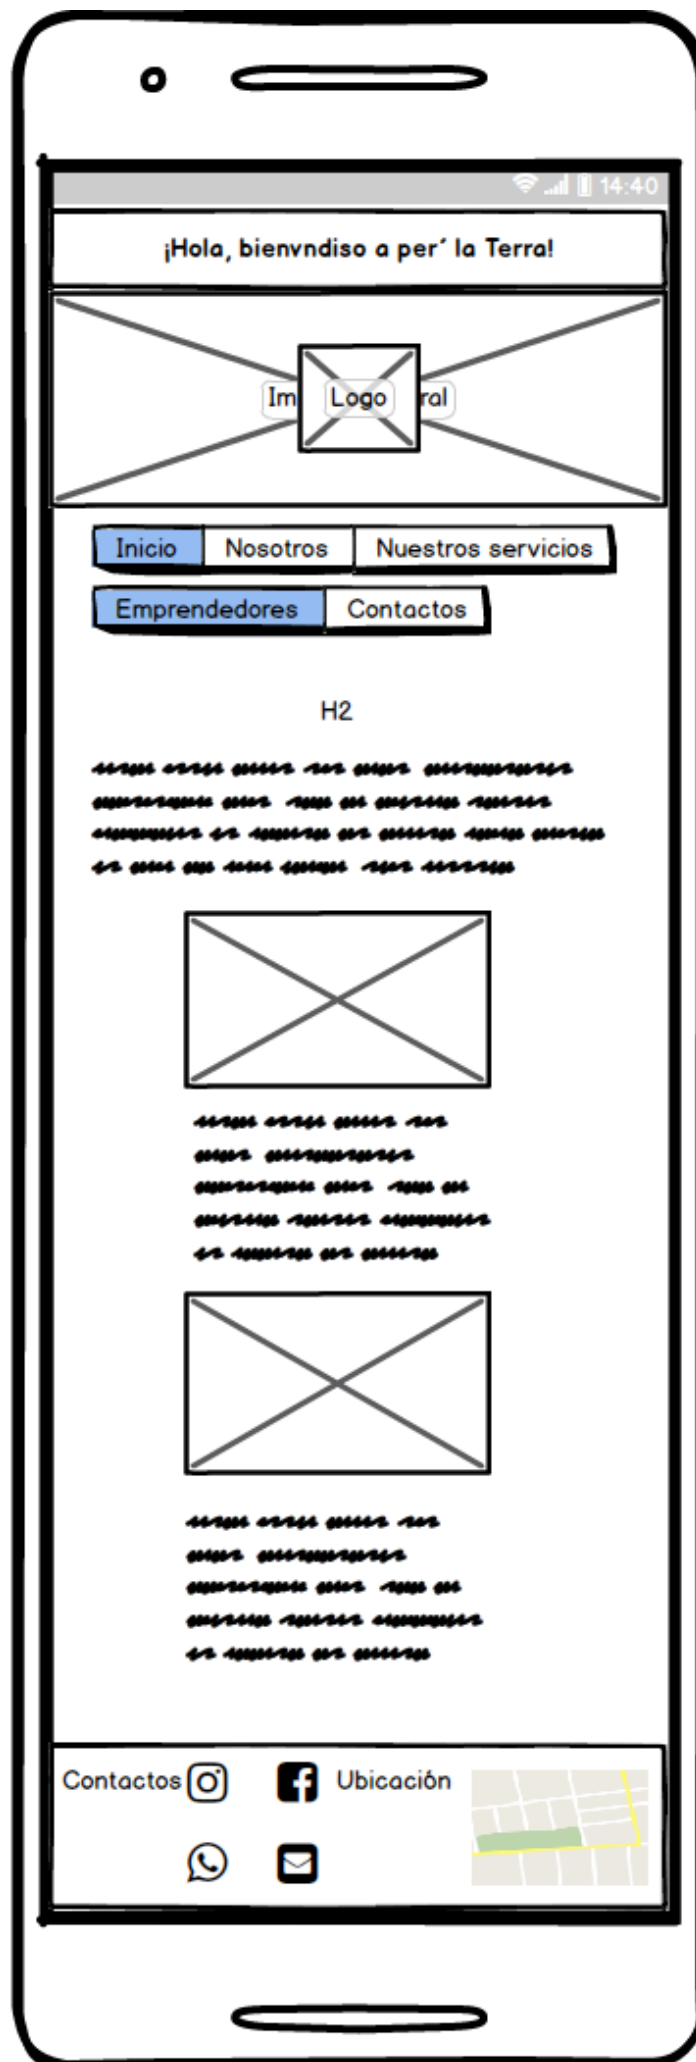 14:40
¡Hola, bienvndiso a per´ la Terra!
Im Logo ral
Inicio Nosotros Nuestros servicios
Emprendedores Contactos
H2
Contactos Ubicación